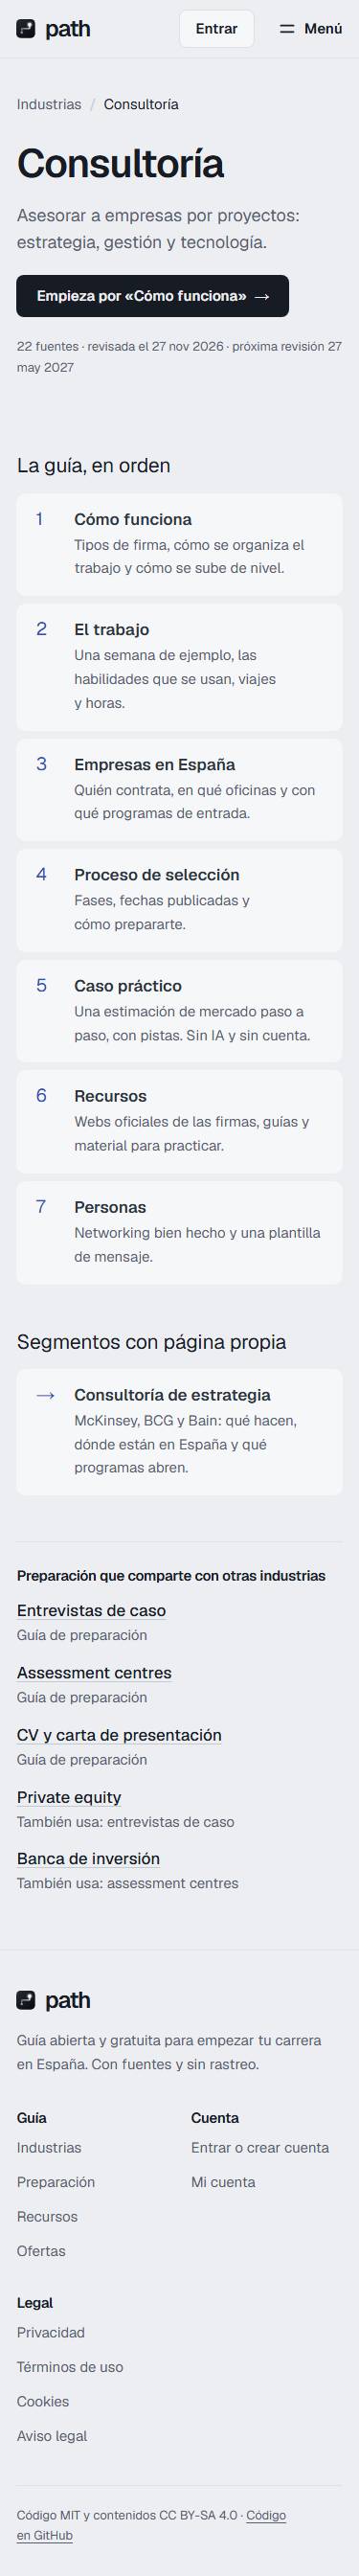 path
Entrar
Menú
Industrias / Consultoría
Consultoría
Asesorar a empresas por proyectos:
estrategia, gestión y tecnología.
Empieza por «Cómo funciona» →
22 fuentes · revisada el 27 nov 2026 · próxima revisión 27
may 2027
La guía, en orden
1 Cómo funciona
Tipos de firma, cómo se organiza el
trabajo y cómo se sube de nivel.
2 El trabajo
Una semana de ejemplo, las
habilidades que se usan, viajes
y horas.
3 Empresas en España
Quién contrata, en qué oficinas y con
qué programas de entrada.
4 Proceso de selección
Fases, fechas publicadas y
cómo prepararte.
5 Caso práctico
Una estimación de mercado paso a
paso, con pistas. Sin IA y sin cuenta.
6 Recursos
Webs oficiales de las firmas, guías y
material para practicar.
7 Personas
Networking bien hecho y una plantilla
de mensaje.
Segmentos con página propia
→ Consultoría de estrategia
McKinsey, BCG y Bain: qué hacen,
dónde están en España y qué
programas abren.
Preparación que comparte con otras industrias
Entrevistas de caso
Guía de preparación
Assessment centres
Guía de preparación
CV y carta de presentación
Guía de preparación
Private equity
También usa: entrevistas de caso
Banca de inversión
También usa: assessment centres
path
Guía abierta y gratuita para empezar tu carrera
en España. Con fuentes y sin rastreo.
Guía
Industrias
Preparación
Recursos
Ofertas
Cuenta
Entrar o crear cuenta
Mi cuenta
Legal
Privacidad
Términos de uso
Cookies
Aviso legal
Código MIT y contenidos CC BY-SA 4.0 · Código
en GitHub